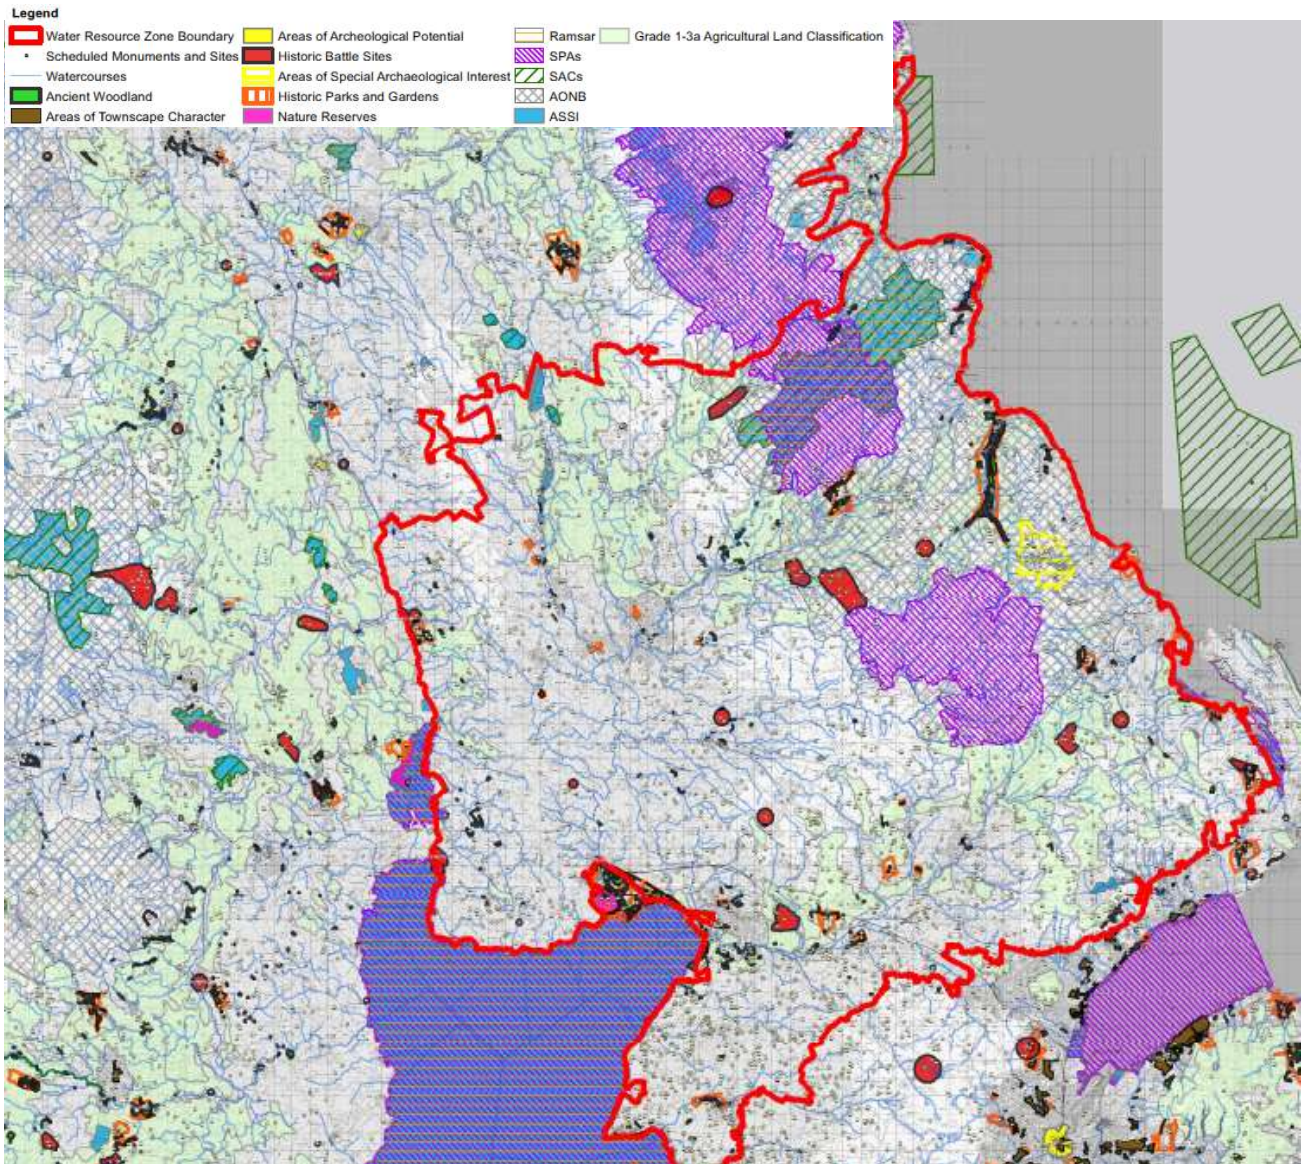 Legend
Water Resource Zone Boundary
Scheduled Monuments and Sites
Watercourses
Ancient Woodland
Areas of Townscape Character
Areas of Archeological Potential
Historic Battle Sites
Areas of Special Archaeological Interest
Historic Parks and Gardens
Nature Reserves
Ramsar
SPAs
SACs
AONB
ASSI
Grade 1-3a Agricultural Land Classification